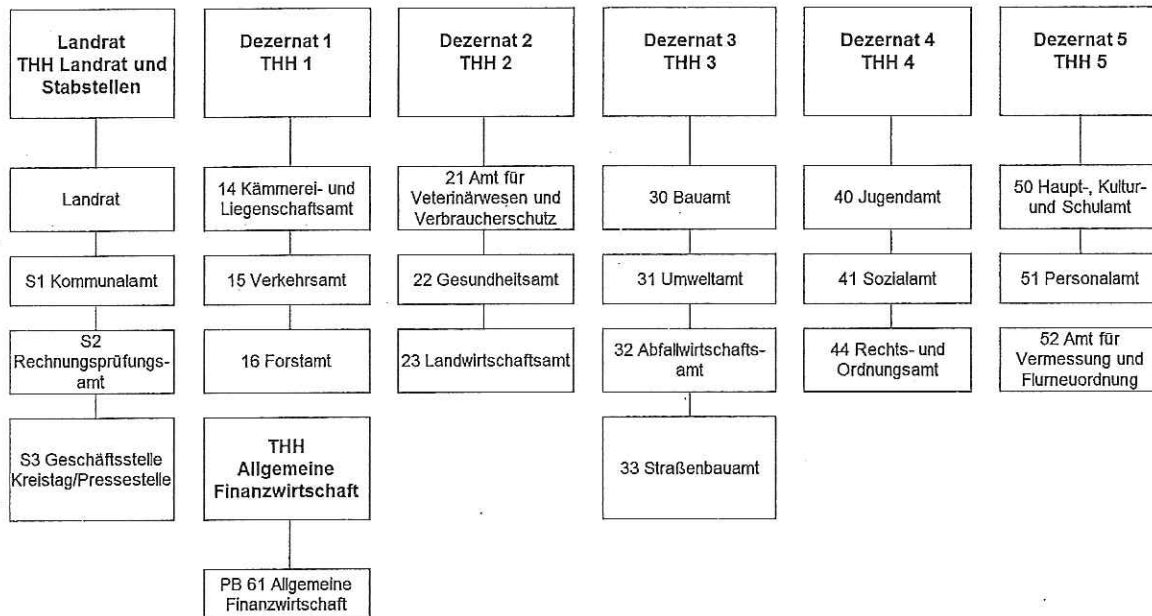 Landrat
THH Landrat und
Stabstellen
Landrat
S1 Kommunalamt
S2
Rechnungsprüfungs-
amt
S3 Geschäftsstelle
Kreistag/Pressestelle
Dezernat 1
THH 1
14 Kämmerei- und
Liegenschaftsamt
15 Verkehrsamt
16 Forstamt
THH
Allgemeine
Finanzwirtschaft
PB 61 Allgemeine
Finanzwirtschaft
Dezernat 2
THH 2
21 Amt für
Veterinärwesen und
Verbraucherschutz
22 Gesundheitsamt
23 Landwirtschaftsamt
Dezernat 3
THH 3
30 Bauamt
31 Umweltamt
32 Abfallwirtschafts-
amt
33 Straßenbauamt
Dezernat 4
THH 4
40 Jugendamt
41 Sozialamt
44 Rechts- und
Ordnungsamt
Dezernat 5
THH 5
50 Haupt-, Kultur-
und Schulamt
51 Personalamt
52 Amt für
Vermessung und
Flurneuordnung